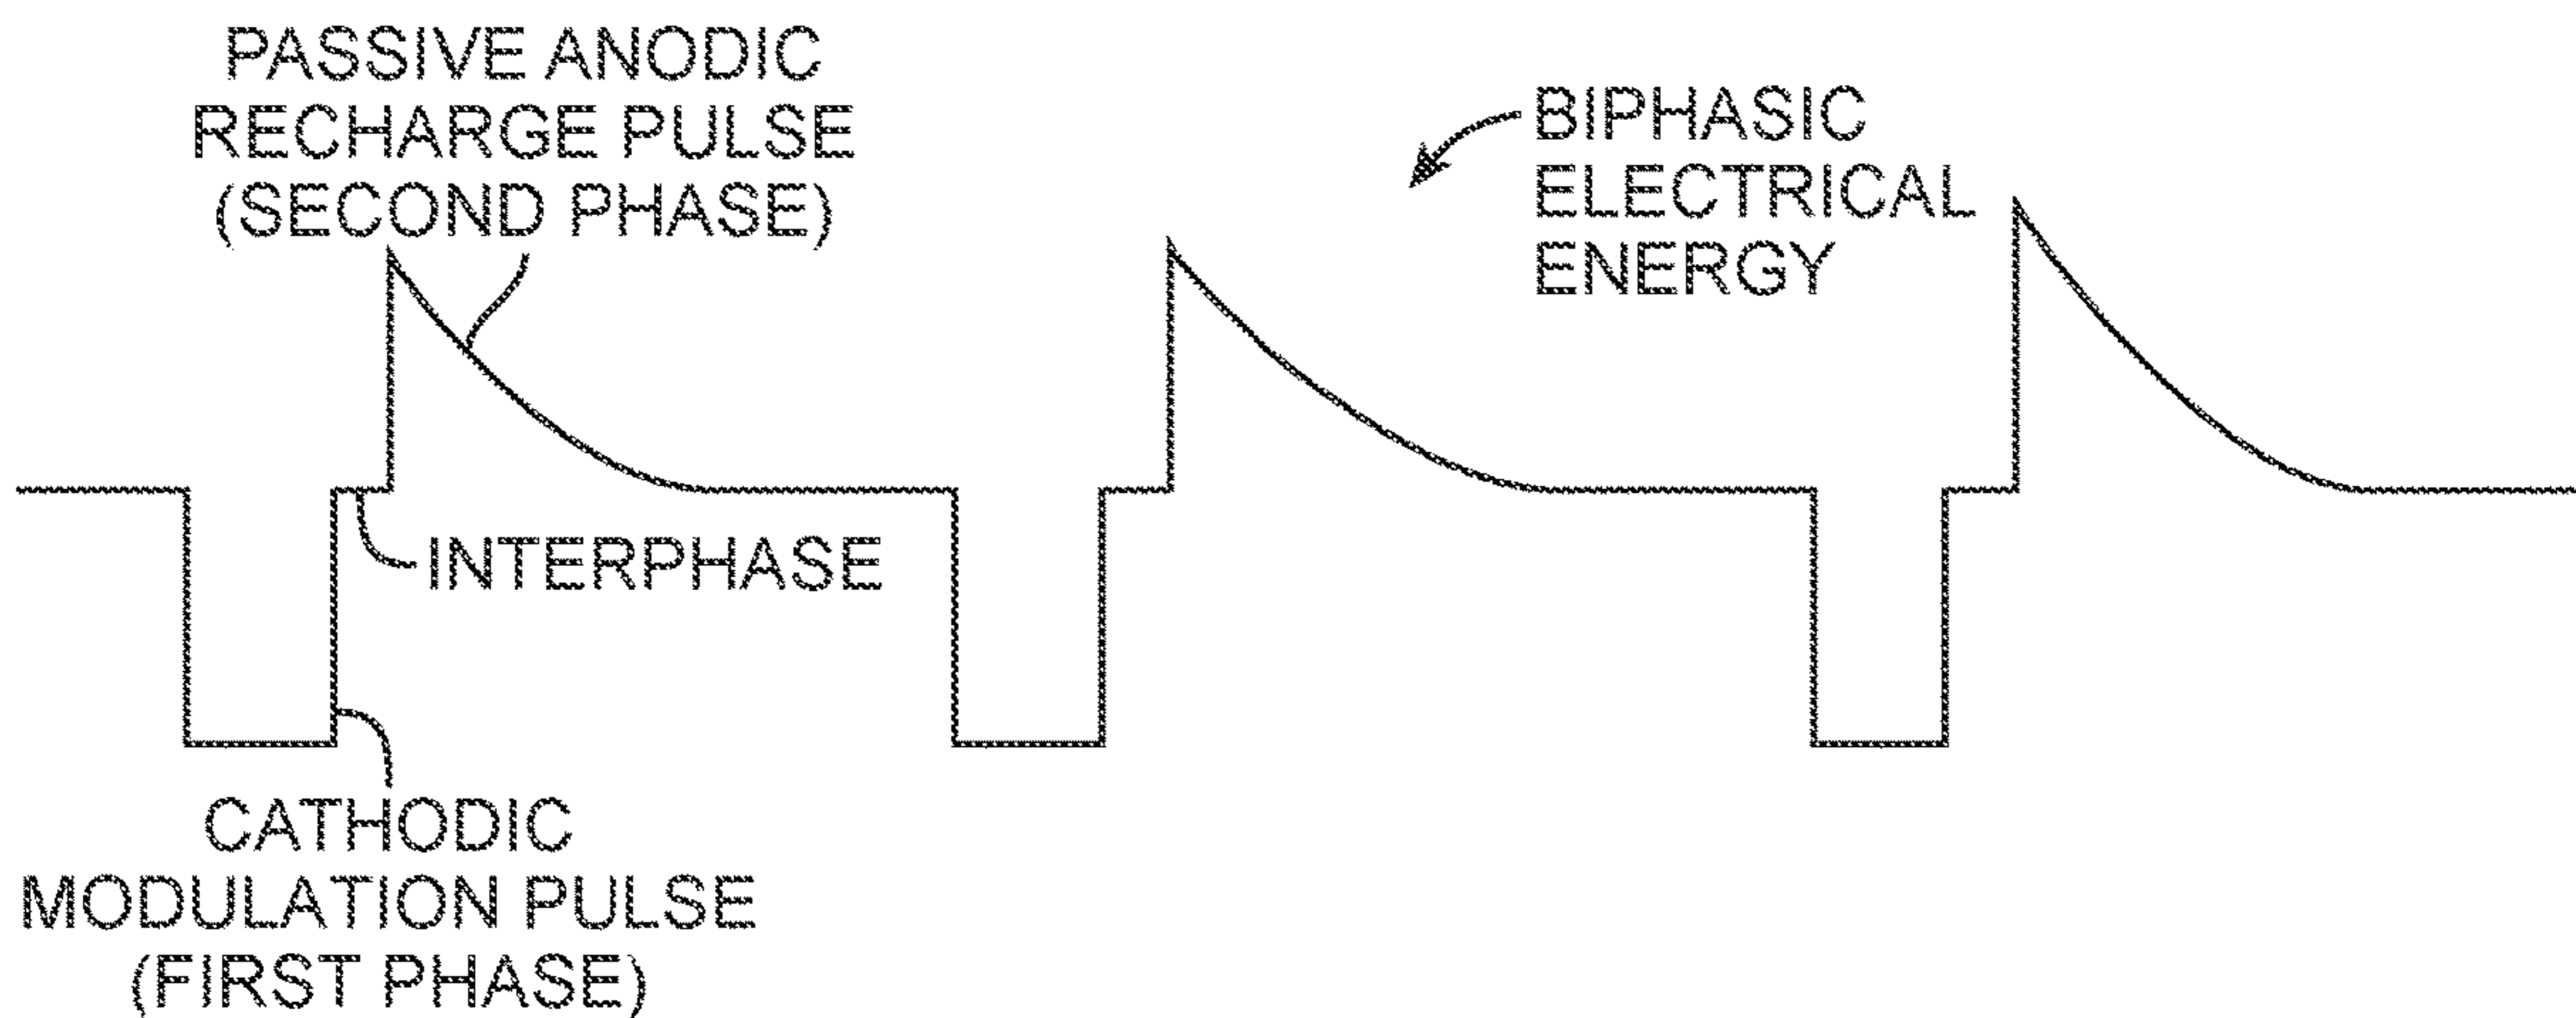 PASSIVE ANODIC
RECHARGE PULSE
(SECOND PHASE)
BIPHASIC
ELECTRICAL
ENERGY
INTERPHASE
CATHODIC
MODULATION PULSE
(FIRST PHASE)